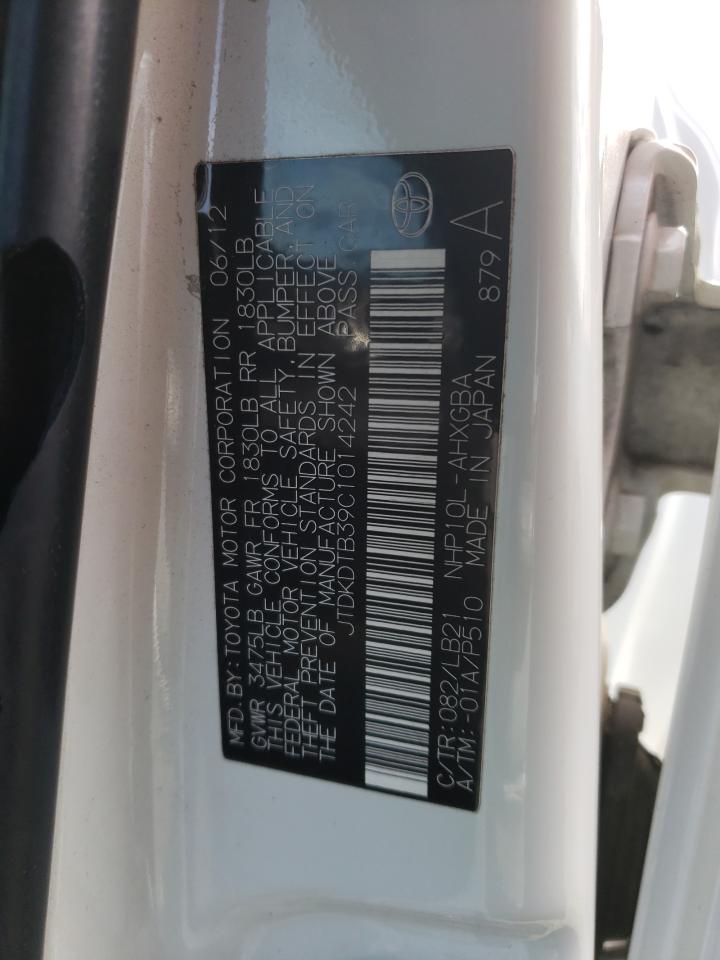 MFD. BY: TOYOTA MOTOR CORPORATION 06/12
GVWR 3475LB GAWR FR 1830LB RR 1830LB
THIS VEHICLE CONFORMS TO ALL APPLICABLE
FEDERAL MOTOR VEHICLE SAFETY, BUMPER, AND
THEFT PREVENTION STANDARDS IN EFFECT ON
THE DATE OF MANUFACTURE SHOWN ABOVE.
JTDKDTB39C1014242 PASS CAR
C/TR: 082/LB21 NHP10L-AHXGBA
A/TM: -01A/P510 MADE IN JAPAN 879 A